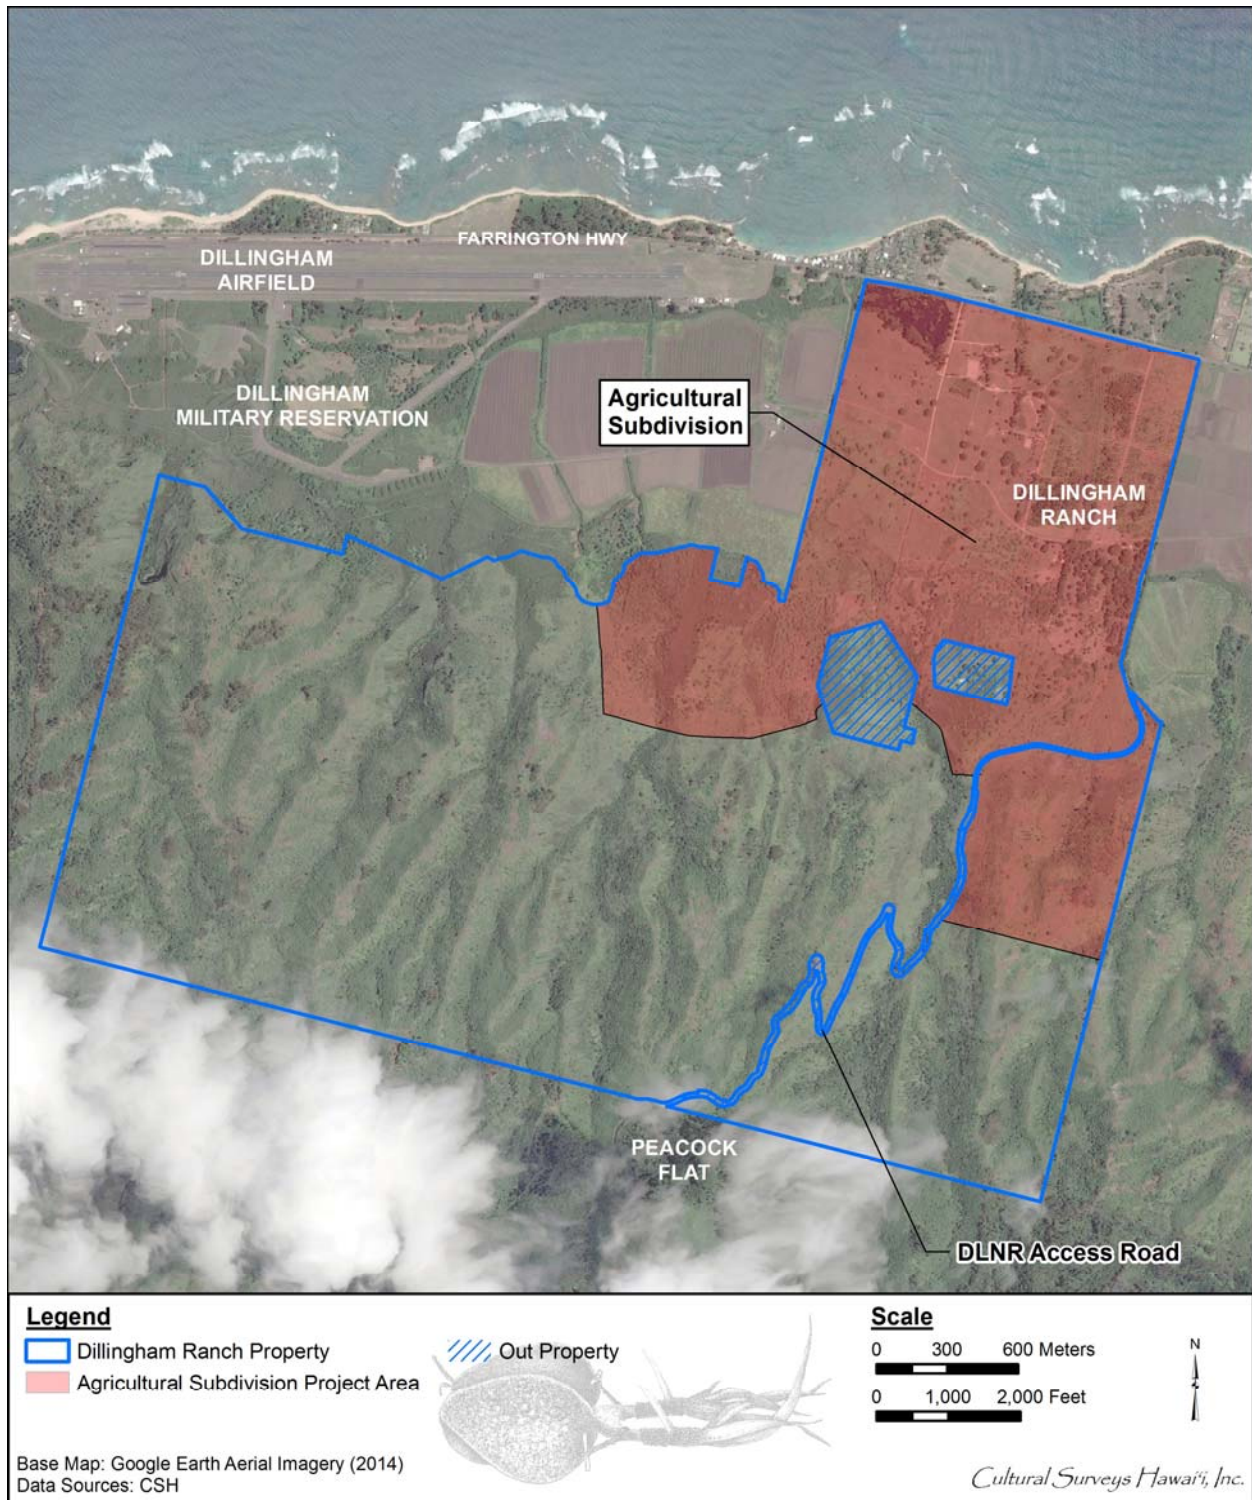 FARRINGTON HWY
DILLINGHAM
AIRFIELD
DILLINGHAM
MILITARY RESERVATION
Agricultural
Subdivision
DILLINGHAM
RANCH
PEACOCK
FLAT
DLNR Access Road
Legend
Dillingham Ranch Property
Agricultural Subdivision Project Area
Out Property
Scale
0 300 600 Meters
0 1,000 2,000 Feet
N
Base Map: Google Earth Aerial Imagery (2014)
Data Sources: CSH
Cultural Surveys Hawai‘i, Inc.